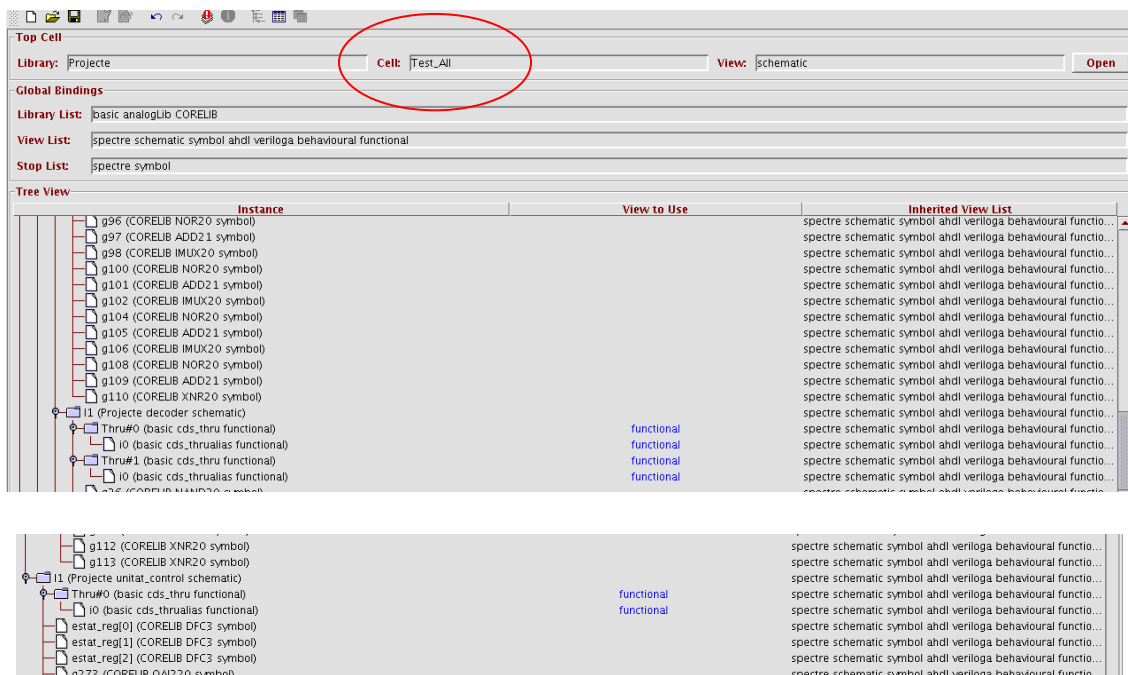 Top Cell
Library: Projecte Cell: Test_All View: schematic Open
Global Bindings
Library List: basic analogLib CORELIB
View List: spectre schematic symbol ahdl veriloga behavioural functional
Stop List: spectre symbol
Tree View
Instance View to Use Inherited View List
g96 (CORELIB NOR20 symbol) spectre schematic symbol ahdl veriloga behavioural functio...
g97 (CORELIB ADD21 symbol) spectre schematic symbol ahdl veriloga behavioural functio...
g98 (CORELIB IMUX20 symbol) spectre schematic symbol ahdl veriloga behavioural functio...
g100 (CORELIB NOR20 symbol) spectre schematic symbol ahdl veriloga behavioural functio...
g101 (CORELIB ADD21 symbol) spectre schematic symbol ahdl veriloga behavioural functio...
g102 (CORELIB IMUX20 symbol) spectre schematic symbol ahdl veriloga behavioural functio...
g104 (CORELIB NOR20 symbol) spectre schematic symbol ahdl veriloga behavioural functio...
g105 (CORELIB ADD21 symbol) spectre schematic symbol ahdl veriloga behavioural functio...
g106 (CORELIB IMUX20 symbol) spectre schematic symbol ahdl veriloga behavioural functio...
g108 (CORELIB NOR20 symbol) spectre schematic symbol ahdl veriloga behavioural functio...
g109 (CORELIB ADD21 symbol) spectre schematic symbol ahdl veriloga behavioural functio...
g110 (CORELIB XNR20 symbol) spectre schematic symbol ahdl veriloga behavioural functio...
I1 (Projecte decoder schematic) spectre schematic symbol ahdl veriloga behavioural functio...
Thru#0 (basic cds_thru functional) functional spectre schematic symbol ahdl veriloga behavioural functio...
i0 (basic cds_thrualias functional) functional spectre schematic symbol ahdl veriloga behavioural functio...
Thru#1 (basic cds_thru functional) functional spectre schematic symbol ahdl veriloga behavioural functio...
i0 (basic cds_thrualias functional) functional spectre schematic symbol ahdl veriloga behavioural functio...
g112 (CORELIB XNR20 symbol) spectre schematic symbol ahdl veriloga behavioural functio...
g113 (CORELIB XNR20 symbol) spectre schematic symbol ahdl veriloga behavioural functio...
I1 (Projecte unitat_control schematic) spectre schematic symbol ahdl veriloga behavioural functio...
Thru#0 (basic cds_thru functional) functional spectre schematic symbol ahdl veriloga behavioural functio...
i0 (basic cds_thrualias functional) functional spectre schematic symbol ahdl veriloga behavioural functio...
estat_reg[0] (CORELIB DFC3 symbol) spectre schematic symbol ahdl veriloga behavioural functio...
estat_reg[1] (CORELIB DFC3 symbol) spectre schematic symbol ahdl veriloga behavioural functio...
estat_reg[2] (CORELIB DFC3 symbol) spectre schematic symbol ahdl veriloga behavioural functio...
g273 (CORELIB OAI220 symbol) spectre schematic symbol ahdl veriloga behavioural functio...